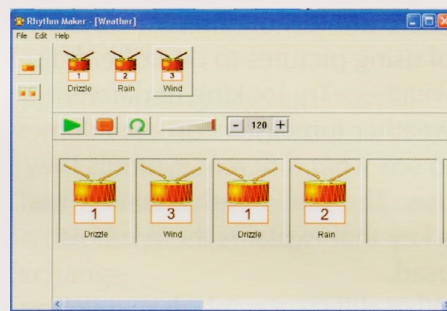 Rhythm Maker - [Weather]
File Edit Help
1 2 3
Drizzle Rain Wind
- 120 +
1 3 1 2
Drizzle Wind Drizzle Rain